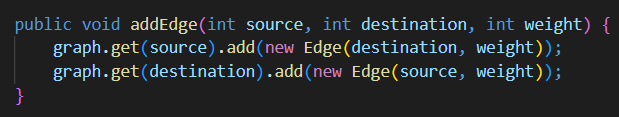 public void addEdge(int source, int destination, int weight) {
    graph.get(source).add(new Edge(destination, weight));
    graph.get(destination).add(new Edge(source, weight));
}